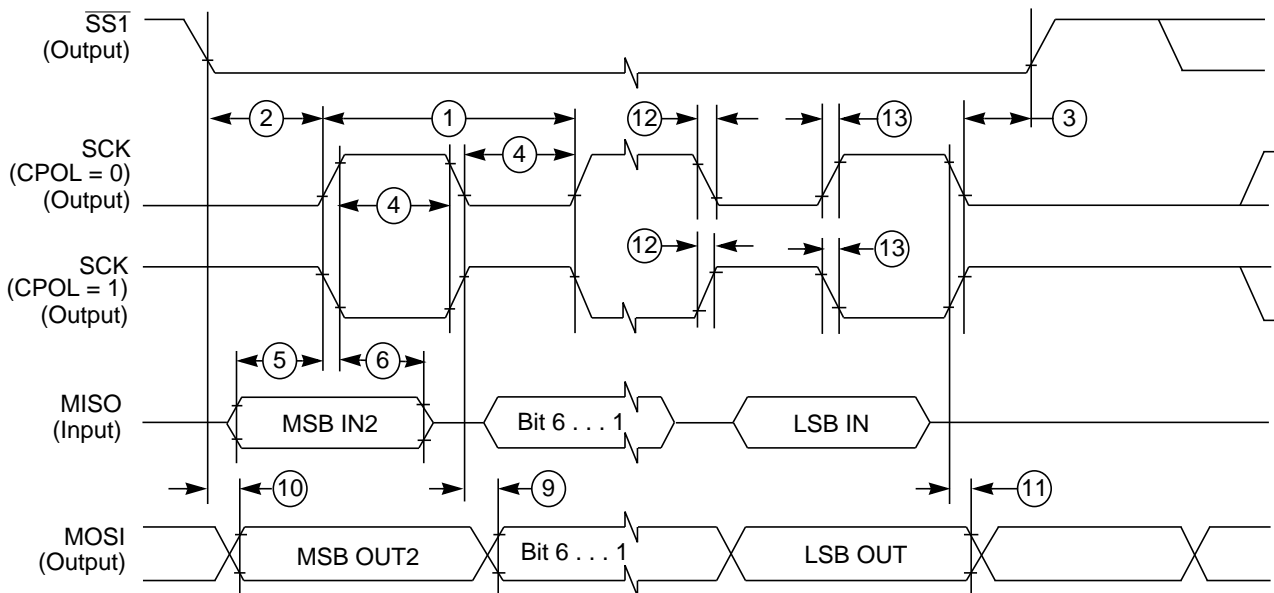 SS1
(Output)
2
1
12
13
3
SCK
(CPOL = 0)
(Output)
4
4
SCK
(CPOL = 1)
(Output)
12
13
5
6
MISO
(Input)
MSB IN2
Bit 6 . . . 1
LSB IN
10
9
11
MOSI
(Output)
MSB OUT2
Bit 6 . . . 1
LSB OUT